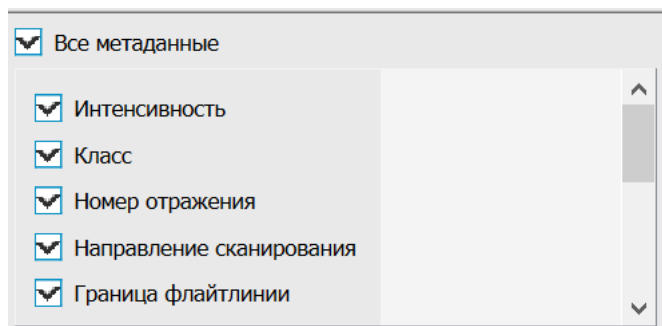 Все метаданные
Интенсивность
Класс
Номер отражения
Направление сканирования
Граница флайтлинии